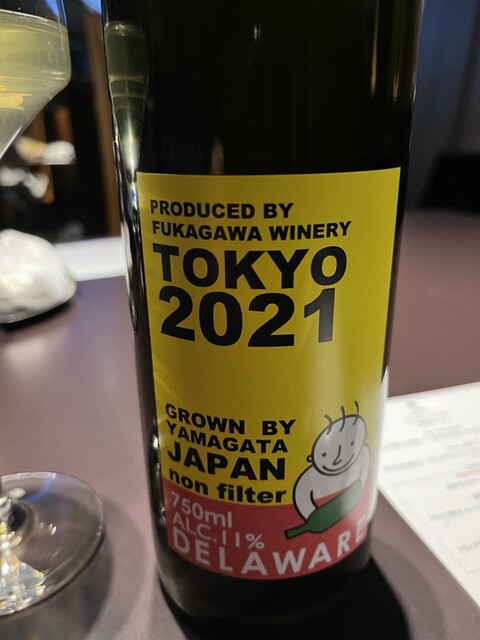 PRODUCED BY
FUKAGAWA WINERY
TOKYO
2021
GROWN BY
YAMAGATA
JAPAN
non filter
750ml
ALC.11%
DELAWARE